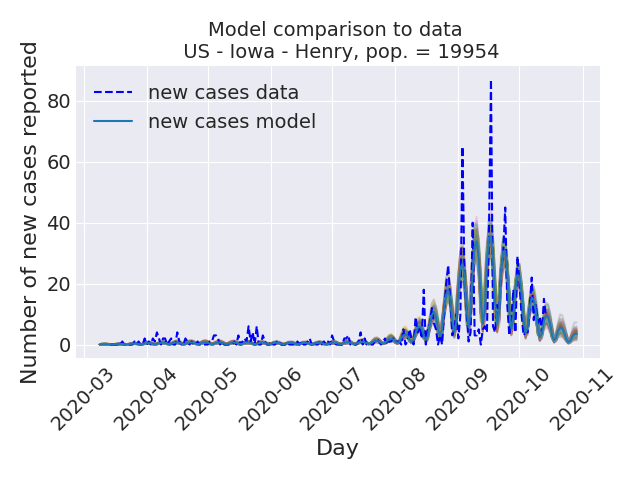 Model comparison to data
US - Iowa - Henry, pop. = 19954
Number of new cases reported
80
60
40
20
0
new cases data
new cases model
2020-03
2020-04
2020-05
2020-06
2020-07
2020-08
2020-09
2020-10
2020-11
Day